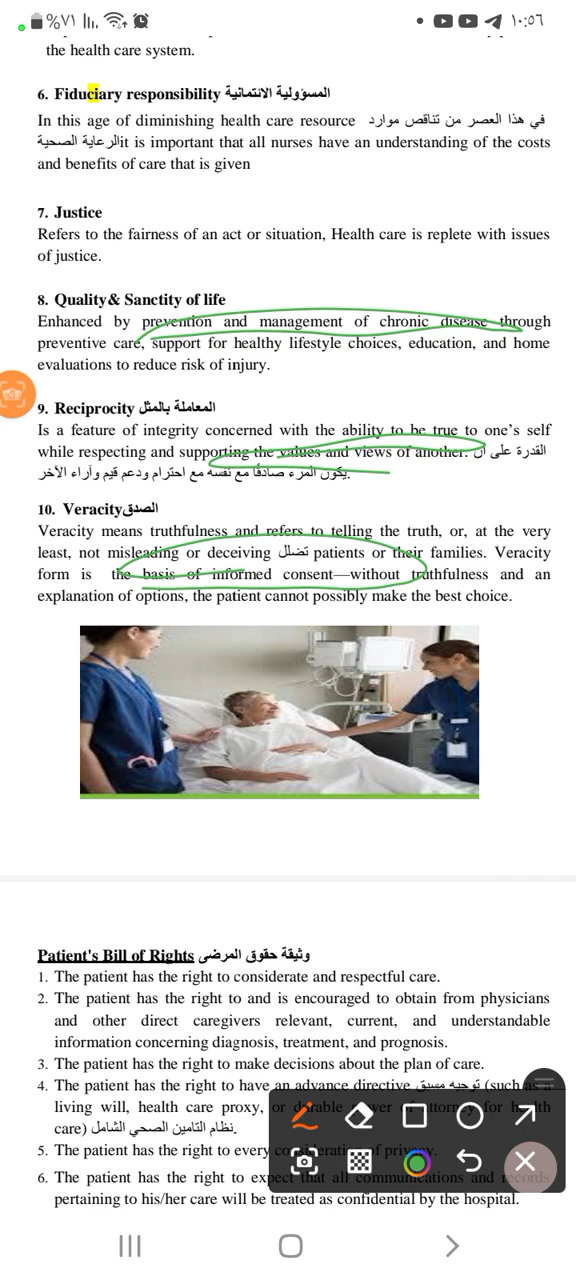 %٧١
١٠:٥٦
the health care system.
6. Fiduciary responsibility المسؤولية الائتمانية
In this age of diminishing health care resource في هذا العصر من تناقص موارد
الرعاية الصحيةit is important that all nurses have an understanding of the costs
and benefits of care that is given
7. Justice
Refers to the fairness of an act or situation, Health care is replete with issues
of justice.
8. Quality& Sanctity of life
Enhanced by prevention and management of chronic disease through
preventive care, support for healthy lifestyle choices, education, and home
evaluations to reduce risk of injury.
9. Reciprocity المعاملة بالمثل
Is a feature of integrity concerned with the ability to be true to one's self
while respecting and supporting the values and views of another. القدرة على أن
يكون المرء صادقًا مع نفسه مع احترام ودعم قيم وآراء الآخر.
10. Veracityالصدق
Veracity means truthfulness and refers to telling the truth, or, at the very
least, not misleading or deceiving تضلل patients or their families. Veracity
form is the basis of informed consent—without truthfulness and an
explanation of options, the patient cannot possibly make the best choice.
Patient's Bill of Rights وثيقة حقوق المرضى
1. The patient has the right to considerate and respectful care.
2. The patient has the right to and is encouraged to obtain from physicians
and other direct caregivers relevant, current, and understandable
information concerning diagnosis, treatment, and prognosis.
3. The patient has the right to make decisions about the plan of care.
4. The patient has the right to have an advance directive توجيه مسبق (such as a
living will, health care proxy, or durable power of attorney for health
care) نظام التامين الصحي الشامل.
5. The patient has the right to every consideration of privacy.
6. The patient has the right to expect that all communications and records
pertaining to his/her care will be treated as confidential by the hospital.